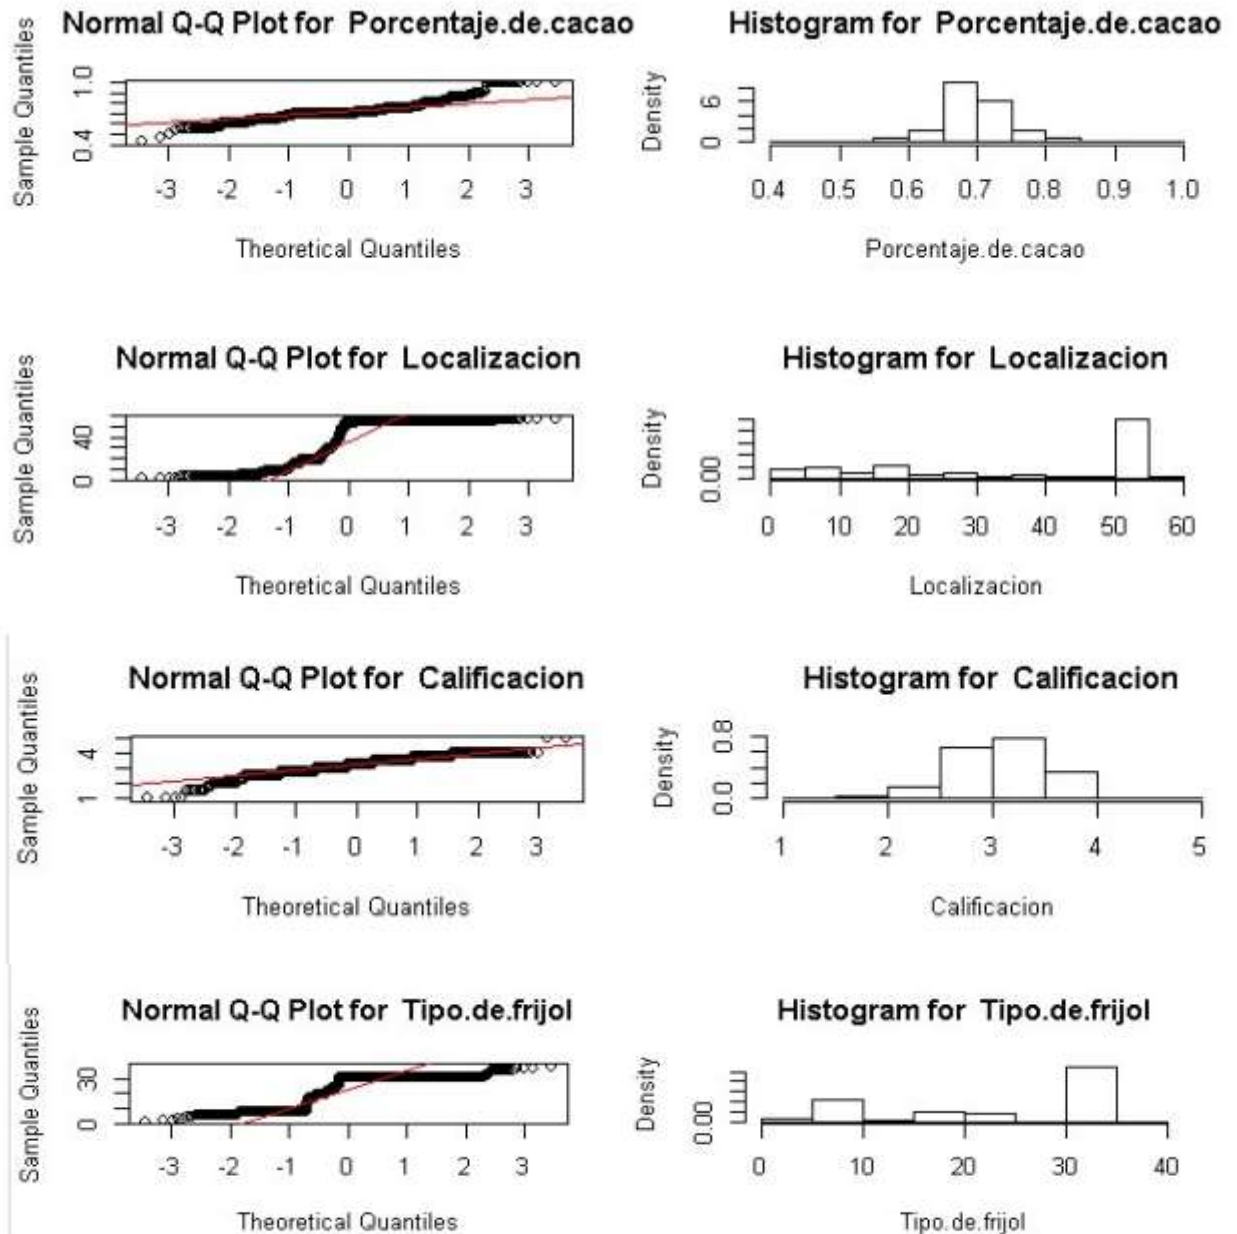 Normal Q-Q Plot for Porcentaje.de.cacao
Sample Quantiles
0.4 1.0
-3 -2 -1 0 1 2 3
Theoretical Quantiles
Histogram for Porcentaje.de.cacao
Density
0 6
0.4 0.5 0.6 0.7 0.8 0.9 1.0
Porcentaje.de.cacao
Normal Q-Q Plot for Localizacion
Sample Quantiles
0 40
-3 -2 -1 0 1 2 3
Theoretical Quantiles
Histogram for Localizacion
Density
0.00
0 10 20 30 40 50 60
Localizacion
Normal Q-Q Plot for Calificacion
Sample Quantiles
1 4
-3 -2 -1 0 1 2 3
Theoretical Quantiles
Histogram for Calificacion
Density
0.0 0.8
1 2 3 4 5
Calificacion
Normal Q-Q Plot for Tipo.de.frijol
Sample Quantiles
0 30
-3 -2 -1 0 1 2 3
Theoretical Quantiles
Histogram for Tipo.de.frijol
Density
0.00
0 10 20 30 40
Tipo.de.frijol